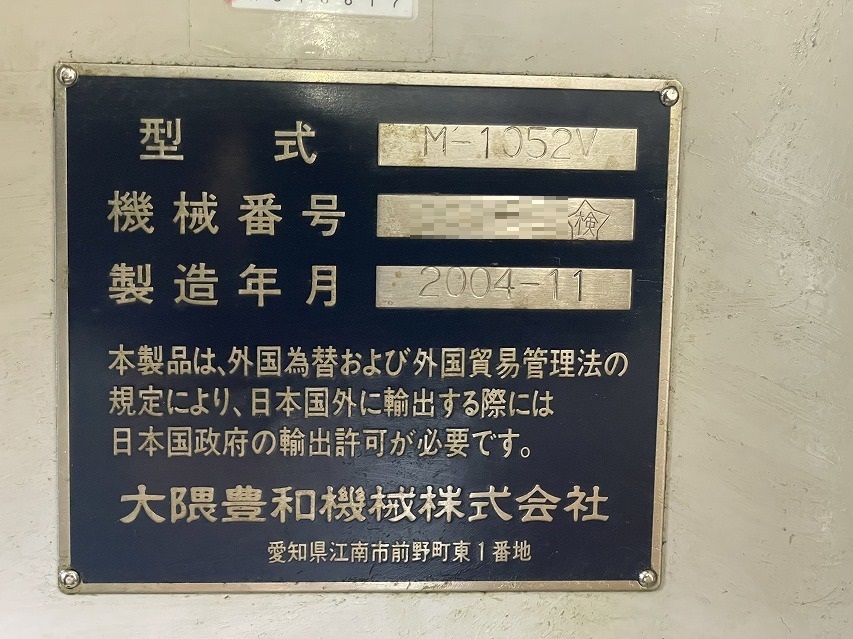 型式 M-1052V
機械番号 検
製造年月 2004-11
本製品は、外国為替および外国貿易管理法の
規定により、日本国外に輸出する際には
日本国政府の輸出許可が必要です。
大隈豊和機械株式会社
愛知県江南市前野町東1番地